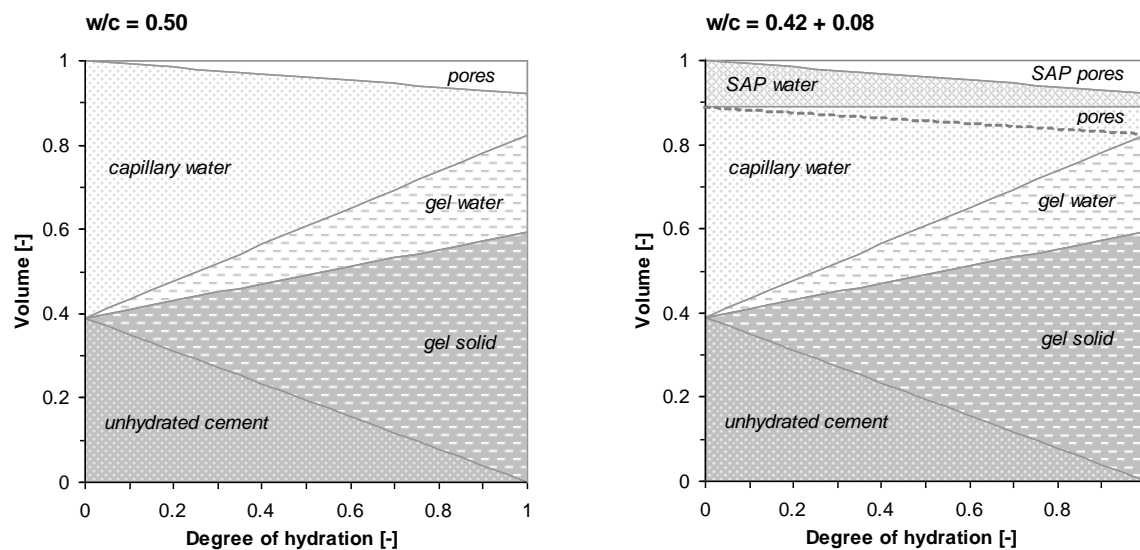 w/c = 0.50
1
0.8
0.6
0.4
0.2
0
Volume [-]
pores
capillary water
gel water
gel solid
unhydrated cement
0 0.2 0.4 0.6 0.8 1
Degree of hydration [-]
w/c = 0.42 + 0.08
1
0.8
0.6
0.4
0.2
0
Volume [-]
SAP water
SAP pores
pores
capillary water
gel water
gel solid
unhydrated cement
0 0.2 0.4 0.6 0.8
Degree of hydration [-]